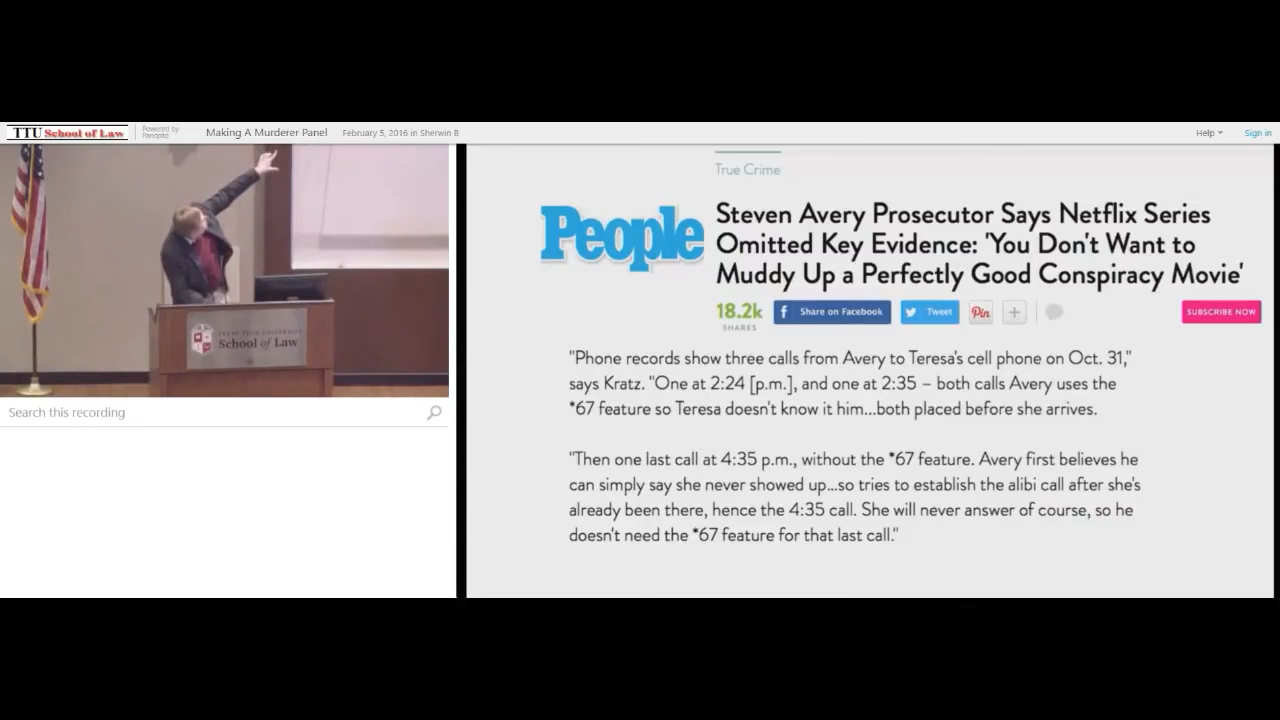 TTU School of Law
Powered by
Panopto
Making A Murderer Panel
February 5, 2016 in Sherwin B
Help
Sign in
School of Law
Search this recording
True Crime
People
Steven Avery Prosecutor Says Netflix Series
Omitted Key Evidence: 'You Don't Want to
Muddy Up a Perfectly Good Conspiracy Movie'
18.2k
SHARES
f Share on Facebook
Tweet
Pin
+
SUBSCRIBE NOW
"Phone records show three calls from Avery to Teresa's cell phone on Oct. 31,"
says Kratz. "One at 2:24 [p.m.], and one at 2:35 – both calls Avery uses the
*67 feature so Teresa doesn't know it him...both placed before she arrives.
"Then one last call at 4:35 p.m., without the *67 feature. Avery first believes he
can simply say she never showed up...so tries to establish the alibi call after she's
already been there, hence the 4:35 call. She will never answer of course, so he
doesn't need the *67 feature for that last call."